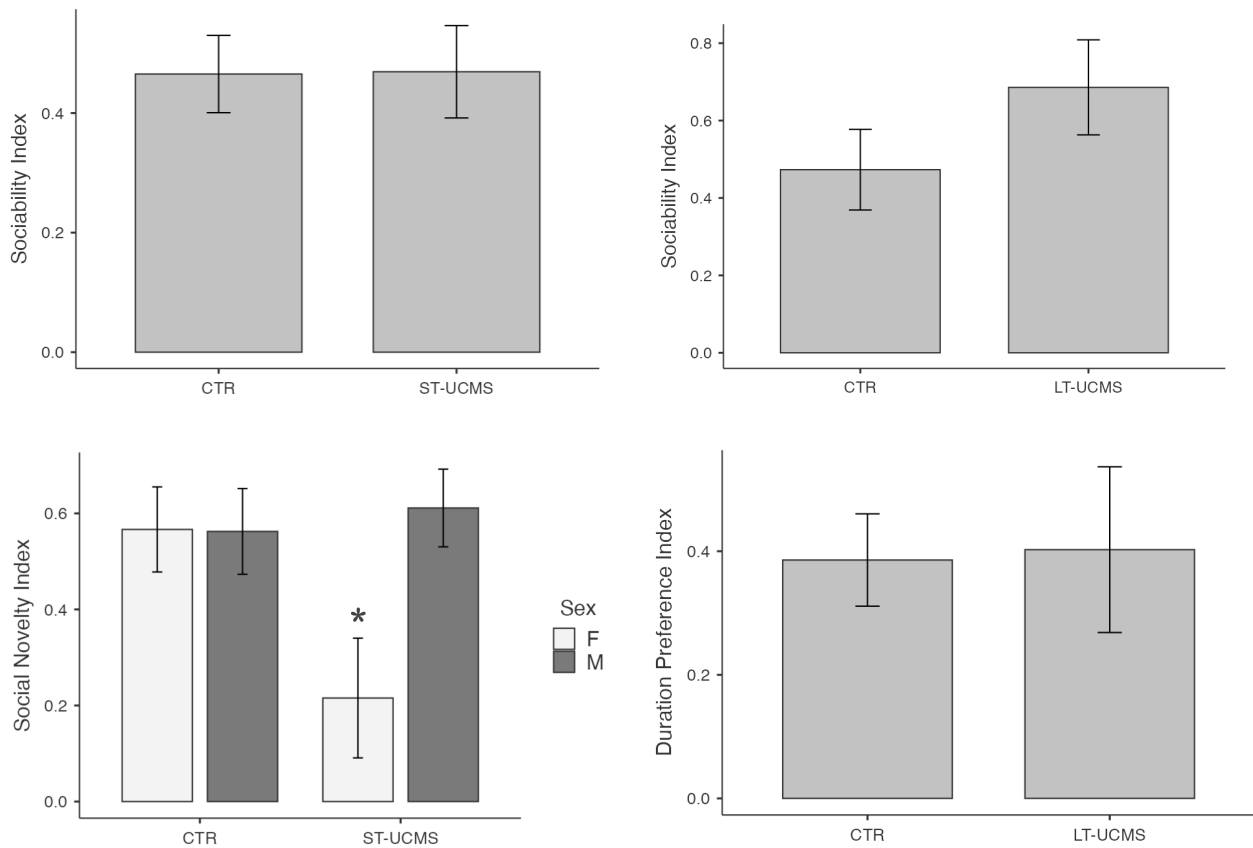 Sociability Index
0.4
0.2
0.0
CTR
ST-UCMS
Sociability Index
0.8
0.6
0.4
0.2
0.0
CTR
LT-UCMS
Social Novelty Index
0.6
0.4
0.2
0.0
*
CTR
ST-UCMS
Sex
F
M
Duration Preference Index
0.4
0.2
0.0
CTR
LT-UCMS